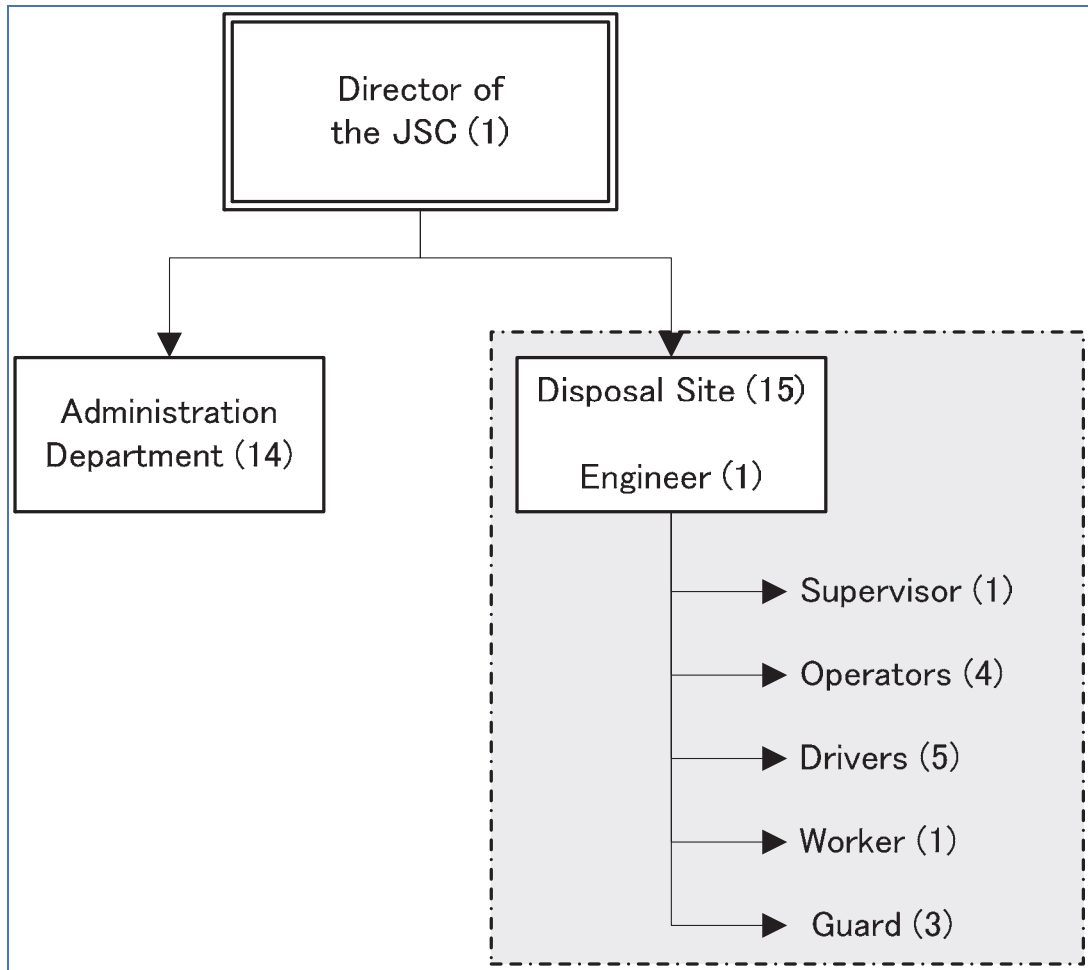 Director of
the JSC (1)
Administration
Department (14)
Disposal Site (15)
Engineer (1)
Supervisor (1)
Operators (4)
Drivers (5)
Worker (1)
Guard (3)